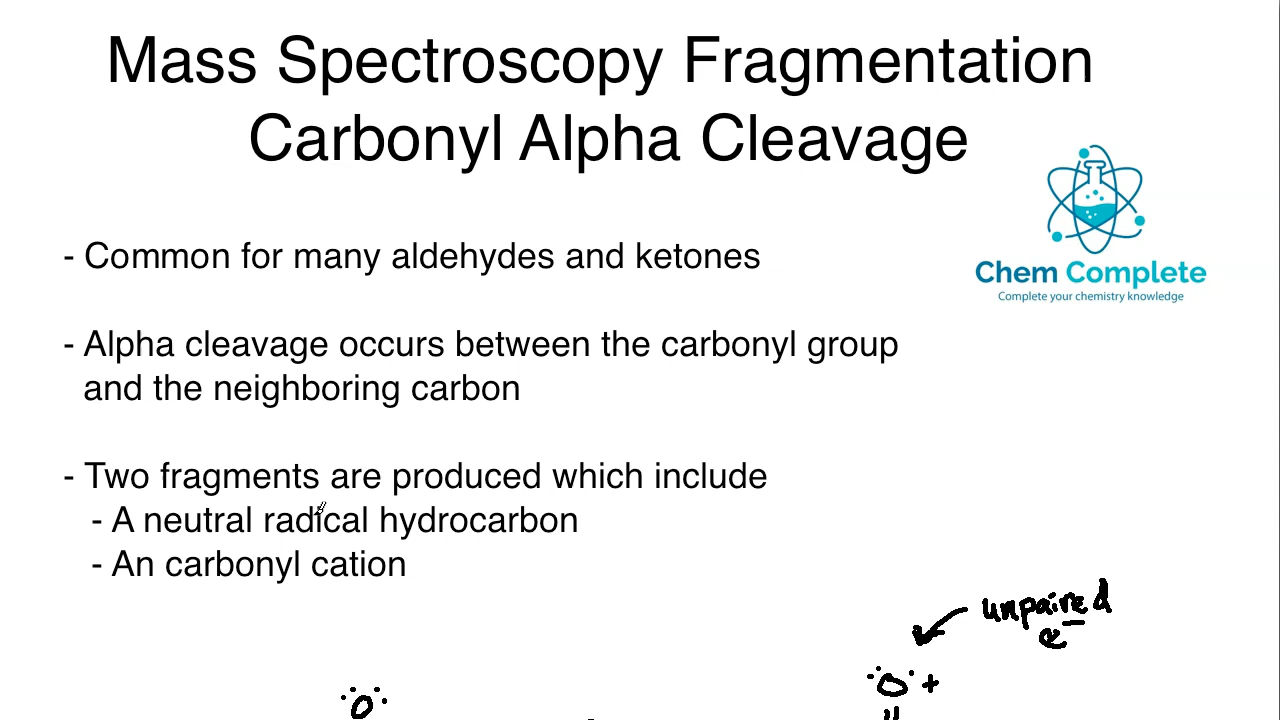 Mass Spectroscopy Fragmentation
Carbonyl Alpha Cleavage
Chem Complete
Complete your chemistry knowledge
- Common for many aldehydes and ketones
- Alpha cleavage occurs between the carbonyl group
and the neighboring carbon
- Two fragments are produced which include
- A neutral radical hydrocarbon
- An carbonyl cation
unpaired
e⁻
O
O +